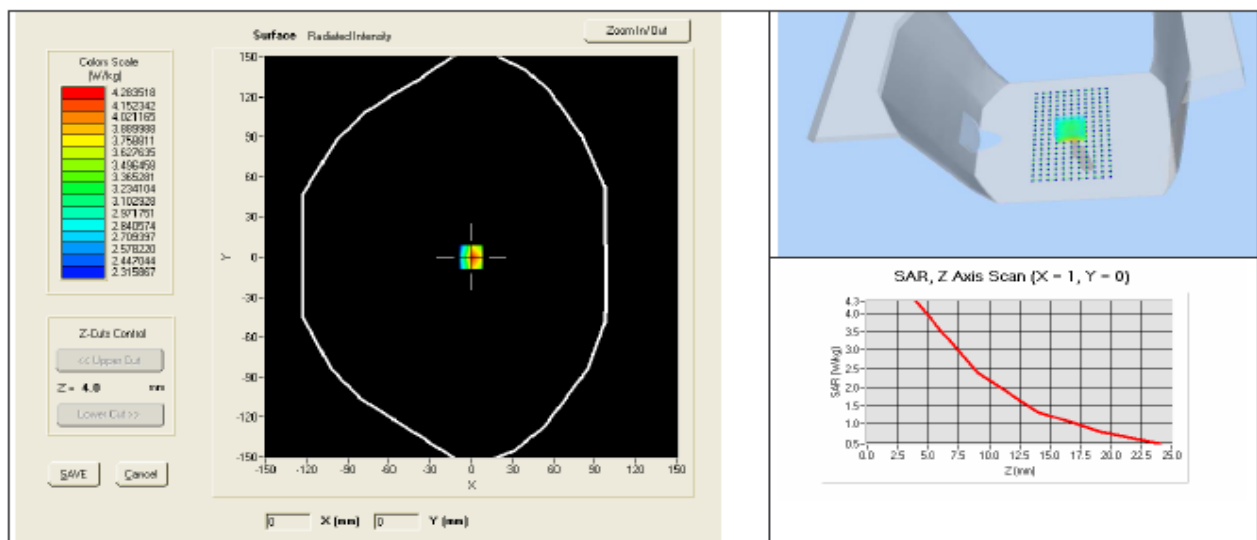 Surface Radiated Intensity
Zoom In/Out
Colors Scale
(W/kg)
4.283518
4.152342
4.021165
3.889988
3.758811
3.627635
3.496458
3.365281
3.234104
3.102928
2.971751
2.840574
2.709397
2.578220
2.447044
2.315867
Z-Cuts Control
<< Upper Cut
Z = 4.0 mm
Lower Cut >>
SAVE Cancel
150
120
90
60
30
0
-30
-60
-90
-120
-150
Y
-150 -120 -90 -60 -30 0 30 60 90 120 150
X
0 X (mm) 0 Y (mm)
SAR, Z Axis Scan (X = 1, Y = 0)
SAR (W/kg)
4.3
4.0
3.5
3.0
2.5
2.0
1.5
1.0
0.5
0.0 2.5 5.0 7.5 10.0 12.5 15.0 17.5 20.0 22.5 25.0
Z (mm)